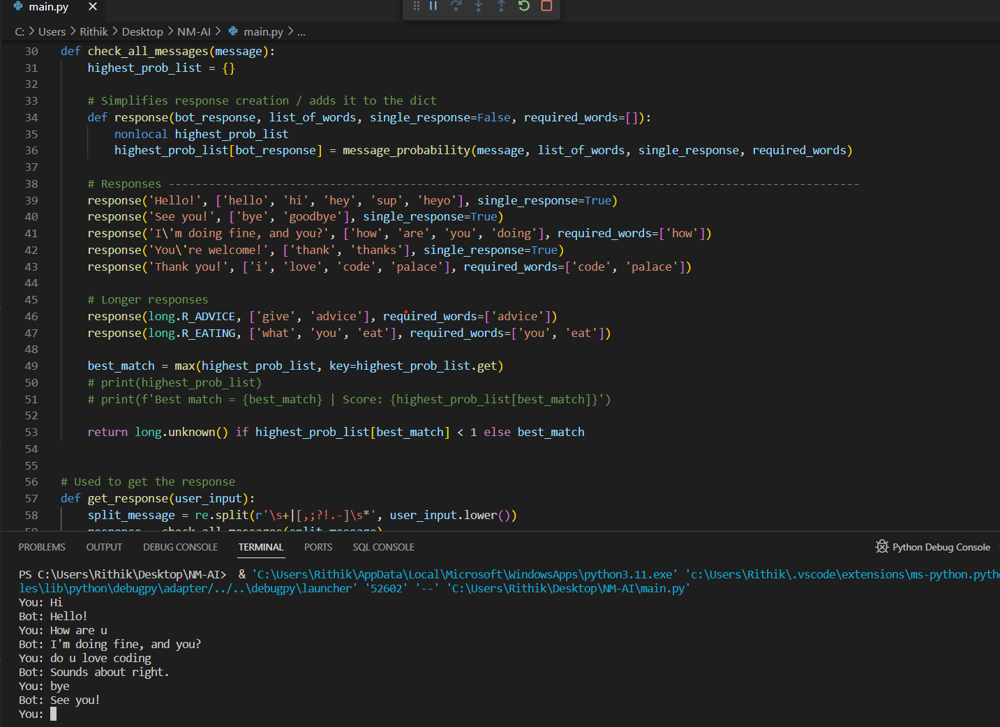 main.py
C: > Users > Rithik > Desktop > NM-AI > main.py > ...
30 def check_all_messages(message):
31     highest_prob_list = {}
32
33     # Simplifies response creation / adds it to the dict
34     def response(bot_response, list_of_words, single_response=False, required_words=[]):
35         nonlocal highest_prob_list
36         highest_prob_list[bot_response] = message_probability(message, list_of_words, single_response, required_words)
37
38     # Responses -------------------------------------------------------------------------------------------------------
39     response('Hello!', ['hello', 'hi', 'hey', 'sup', 'heyo'], single_response=True)
40     response('See you!', ['bye', 'goodbye'], single_response=True)
41     response('I\'m doing fine, and you?', ['how', 'are', 'you', 'doing'], required_words=['how'])
42     response('You\'re welcome!', ['thank', 'thanks'], single_response=True)
43     response('Thank you!', ['i', 'love', 'code', 'palace'], required_words=['code', 'palace'])
44
45     # Longer responses
46     response(long.R_ADVICE, ['give', 'advice'], required_words=['advice'])
47     response(long.R_EATING, ['what', 'you', 'eat'], required_words=['you', 'eat'])
48
49     best_match = max(highest_prob_list, key=highest_prob_list.get)
50     # print(highest_prob_list)
51     # print(f'Best match = {best_match} | Score: {highest_prob_list[best_match]}')
52
53     return long.unknown() if highest_prob_list[best_match] < 1 else best_match
54
55
56 # Used to get the response
57 def get_response(user_input):
58     split_message = re.split(r'\s+|[,;?!.-]\s*', user_input.lower())
59     response = check_all_messages(split_message)
PROBLEMS OUTPUT DEBUG CONSOLE TERMINAL PORTS SQL CONSOLE Python Debug Console
PS C:\Users\Rithik\Desktop\NM-AI>  & 'C:\Users\Rithik\AppData\Local\Microsoft\WindowsApps\python3.11.exe' 'c:\Users\Rithik\.vscode\extensions\ms-python.pyth
les\lib\python\debugpy\adapter/../..\debugpy\launcher' '52602' '--' 'C:\Users\Rithik\Desktop\NM-AI\main.py'
You: Hi
Bot: Hello!
You: How are u
Bot: I'm doing fine, and you?
You: do u love coding
Bot: Sounds about right.
You: bye
Bot: See you!
You: